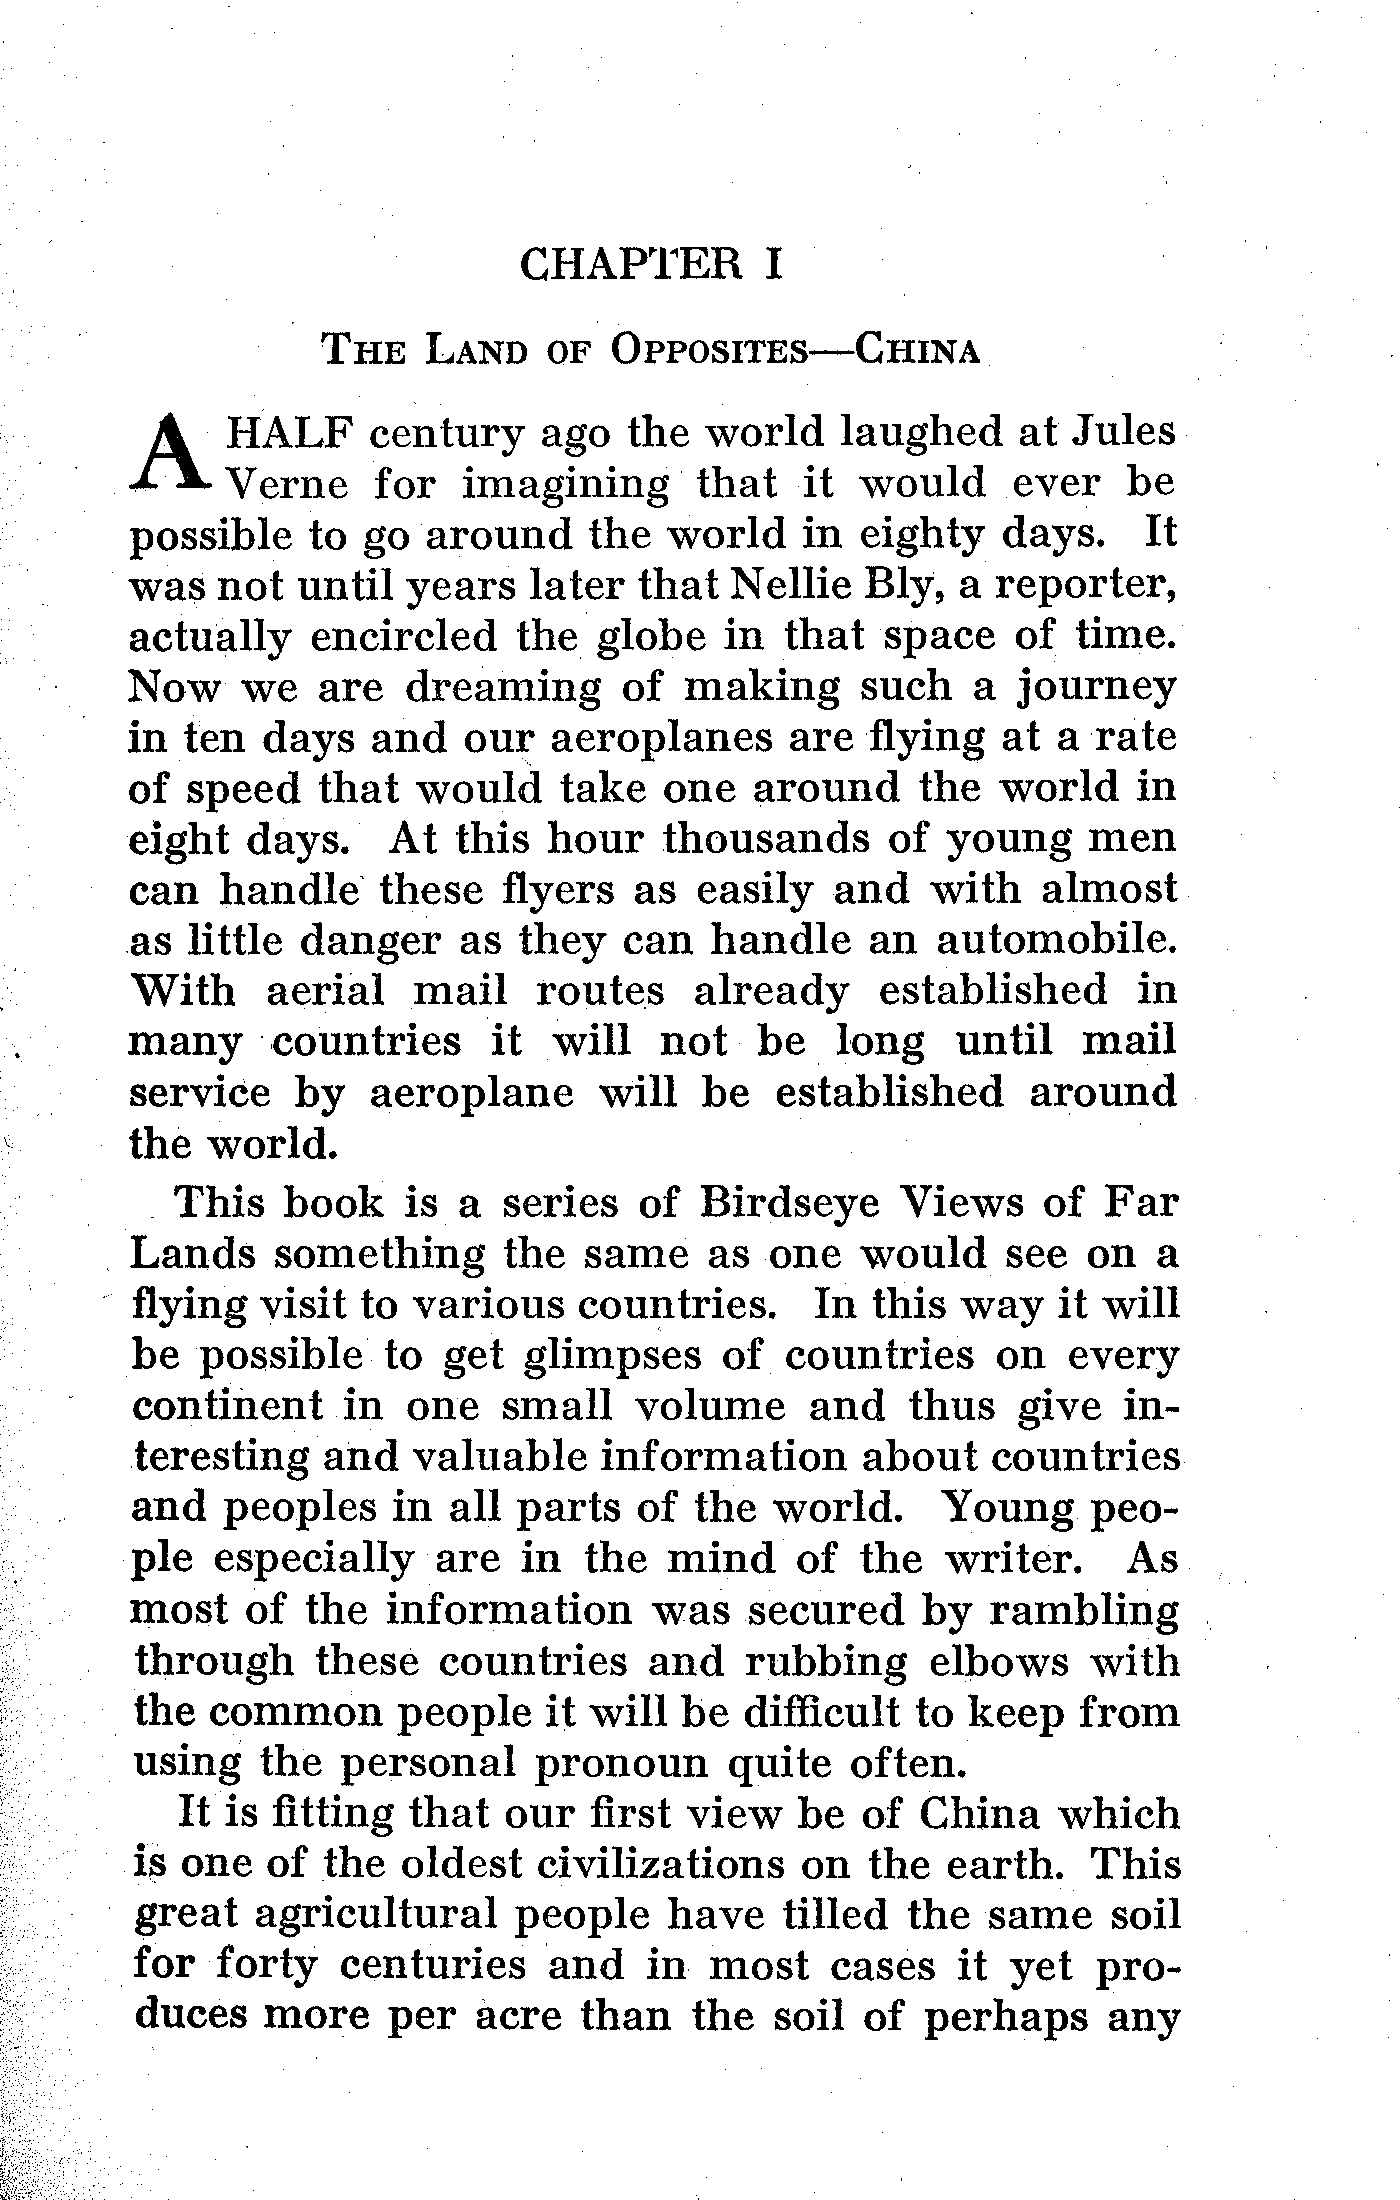 CHAPTER I
THE LAND OF OPPOSITES—CHINA
A HALF century ago the world laughed at Jules
Verne for imagining that it would ever be
possible to go around the world in eighty days. It
was not until years later that Nellie Bly, a reporter,
actually encircled the globe in that space of time.
Now we are dreaming of making such a journey
in ten days and our aeroplanes are flying at a rate
of speed that would take one around the world in
eight days. At this hour thousands of young men
can handle these flyers as easily and with almost
as little danger as they can handle an automobile.
With aerial mail routes already established in
many countries it will not be long until mail
service by aeroplane will be established around
the world.
This book is a series of Birdseye Views of Far
Lands something the same as one would see on a
flying visit to various countries. In this way it will
be possible to get glimpses of countries on every
continent in one small volume and thus give in-
teresting and valuable information about countries
and peoples in all parts of the world. Young peo-
ple especially are in the mind of the writer. As
most of the information was secured by rambling
through these countries and rubbing elbows with
the common people it will be difficult to keep from
using the personal pronoun quite often.
It is fitting that our first view be of China which
is one of the oldest civilizations on the earth. This
great agricultural people have tilled the same soil
for forty centuries and in most cases it yet pro-
duces more per acre than the soil of perhaps any